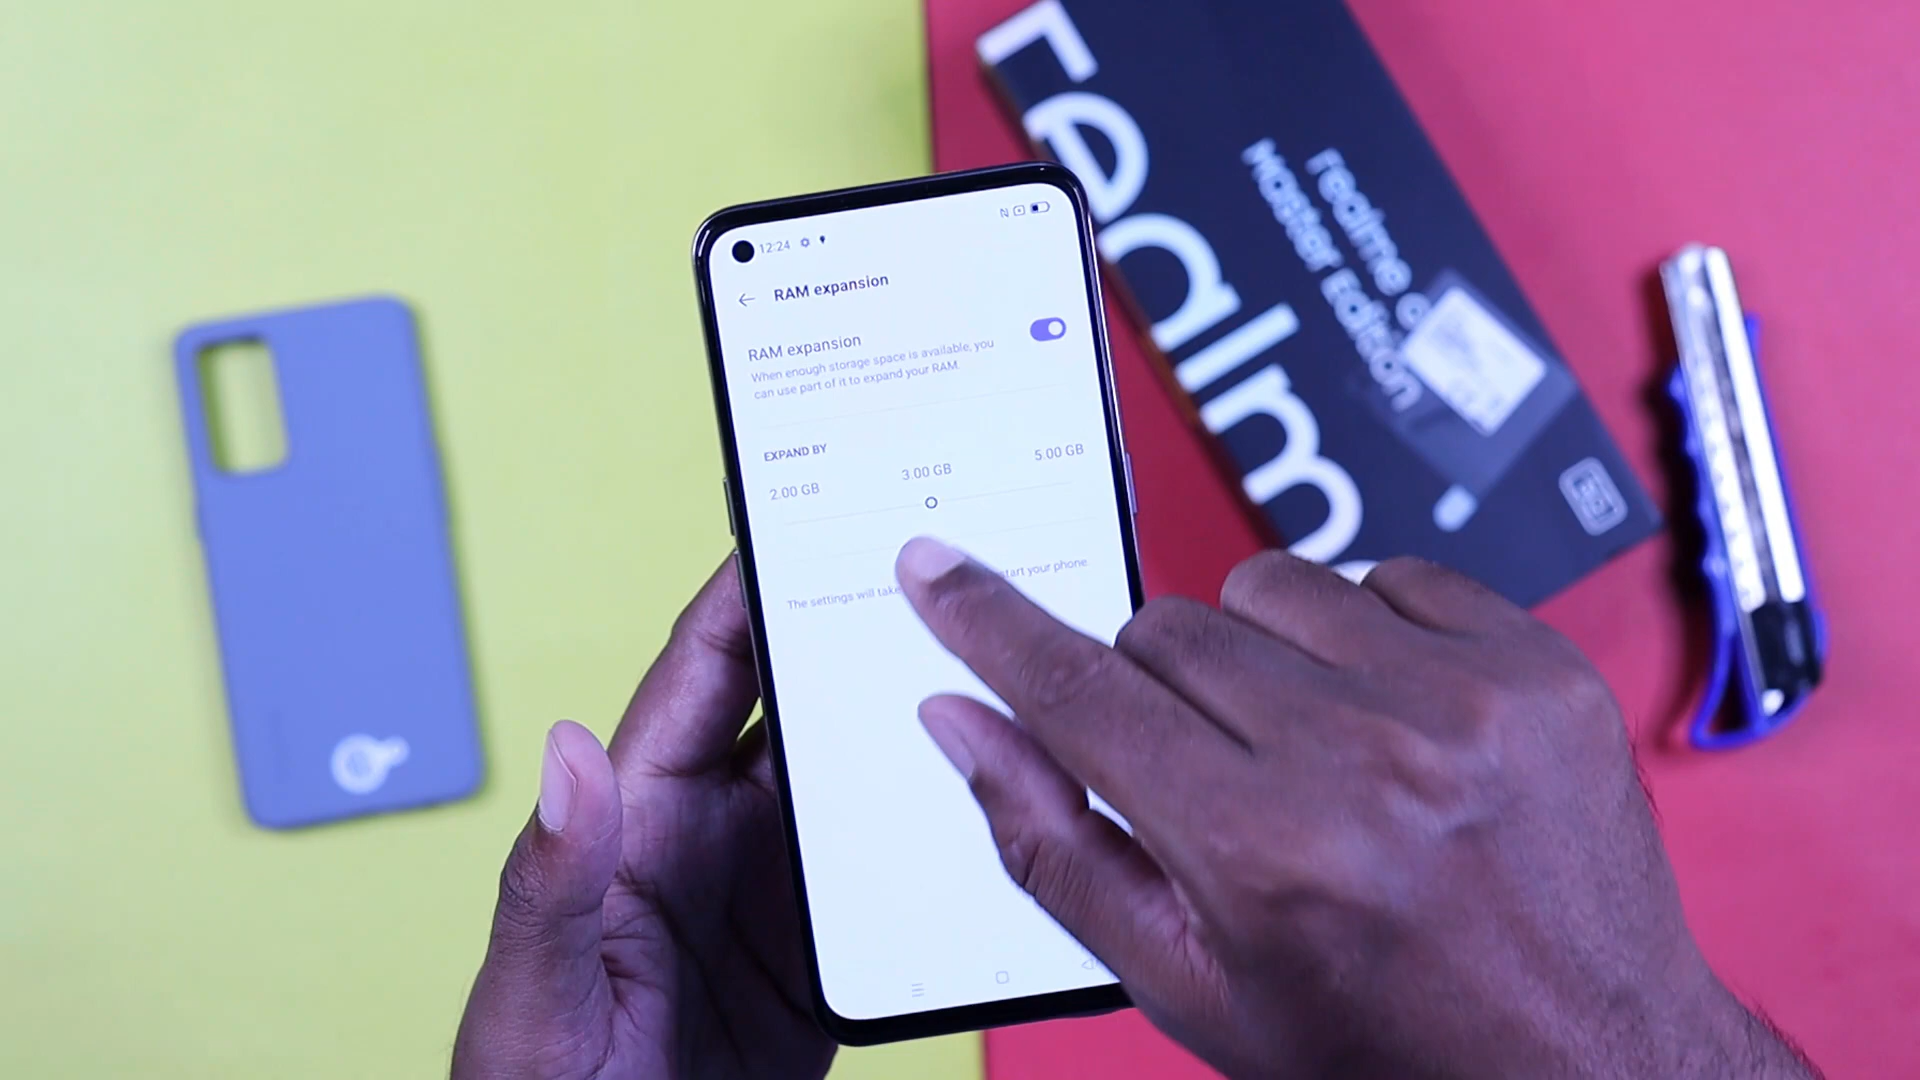 12:24
RAM expansion
RAM expansion
When enough storage space is available, you
can use part of it to expand your RAM.
EXPAND BY
2.00 GB 3.00 GB 5.00 GB
The settings will take start your phone.
realme
realme
Master Edition
5G